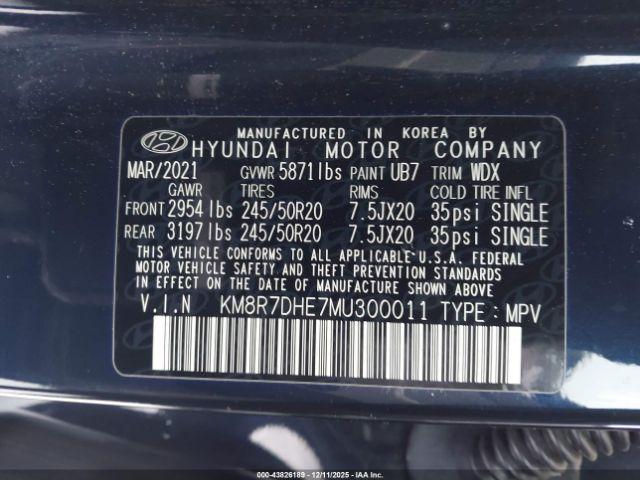 MANUFACTURED IN KOREA BY
HYUNDAI MOTOR COMPANY
MAR/2021 GVWR 5871lbs PAINT UB7 TRIM WDX
GAWR TIRES RIMS COLD TIRE INFL
FRONT 2954lbs 245/50R20 7.5JX20 35psi SINGLE
REAR 3197lbs 245/50R20 7.5JX20 35psi SINGLE
THIS VEHICLE CONFORMS TO ALL APPLICABLE U.S.A. FEDERAL
MOTOR VEHICLE SAFETY AND THEFT PREVENTION STANDARDS
IN EFFECT ON THE DATE OF MANUFACTURE SHOWN ABOVE.
V.I.N KM8R7DHE7MU300011 TYPE : MPV
©-43826189 - 12/11/2025 - IAA Inc.